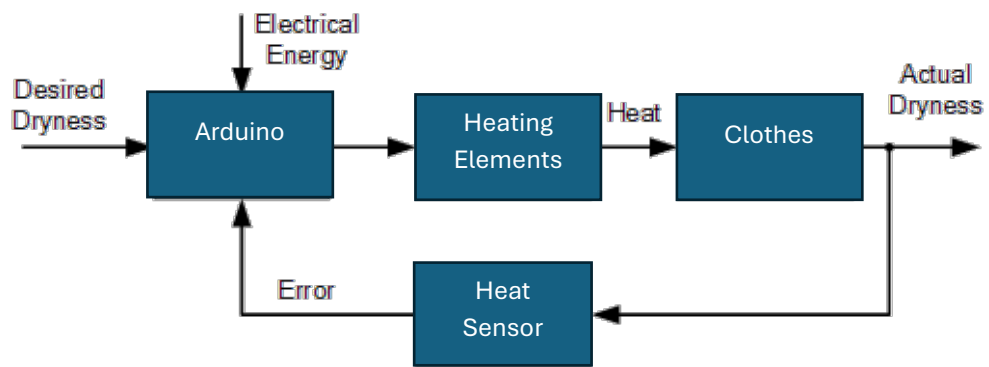 Electrical
Energy
Desired
Dryness
Arduino
Heating
Elements
Heat
Clothes
Actual
Dryness
Error
Heat
Sensor